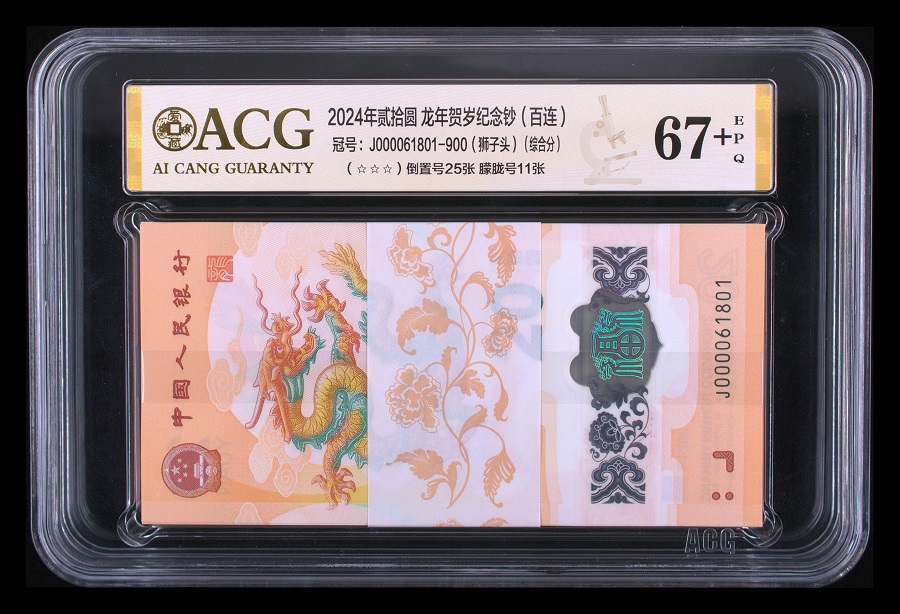 ACG
AI CANG GUARANTY
2024年贰拾圆 龙年贺岁纪念钞（百连）
冠号：J000061801-900（狮子头）（综合分）
（☆☆☆）倒置号25张 朦胧号11张
67+
EPQ
中国人民银行
J000061801
ACG